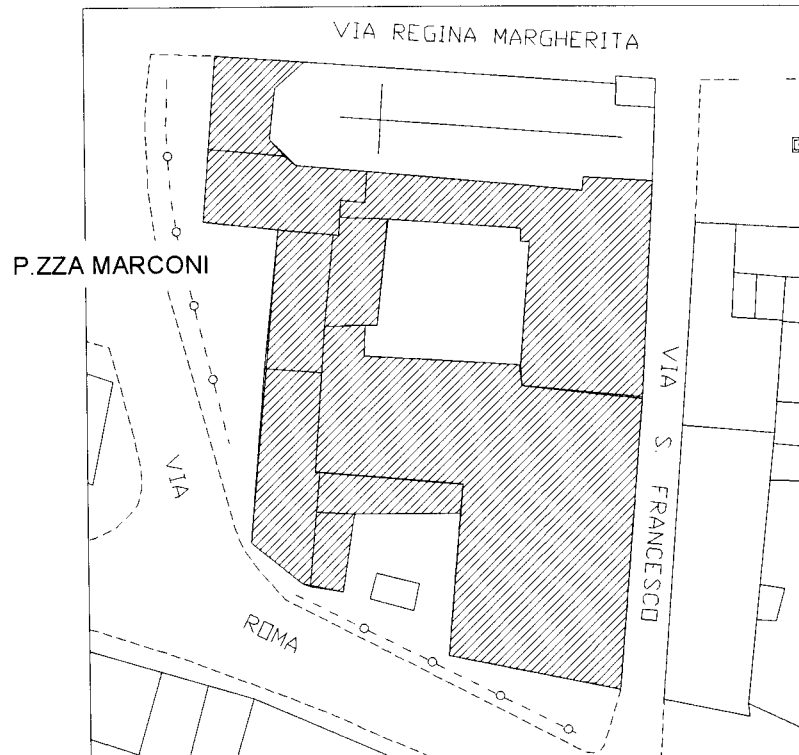 VIA REGINA MARGHERITA
P.ZZA MARCONI
VIA S. FRANCESCO
VIA ROMA